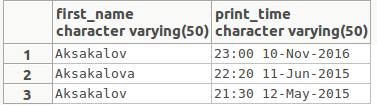 first_name print_time
character varying(50) character varying(50)
1 Aksakalov 23:00 10-Nov-2016
2 Aksakalova 22:20 11-Jun-2015
3 Aksakalov 21:30 12-May-2015